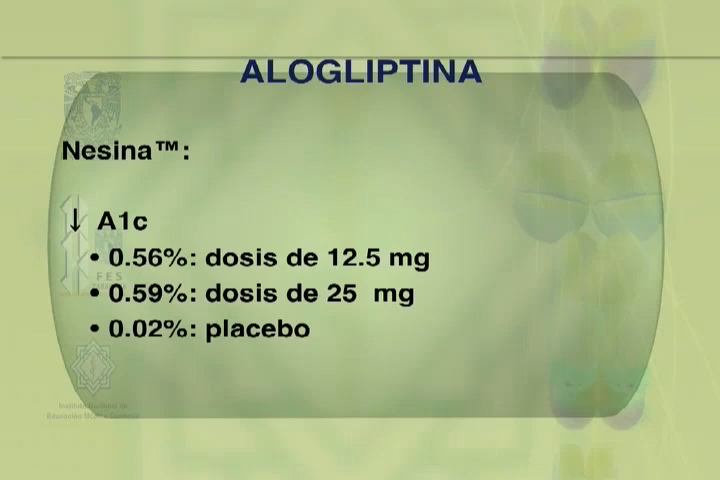 ALOGLIPTINA
Nesina™:
↓ A1c
• 0.56%: dosis de 12.5 mg
• 0.59%: dosis de 25 mg
• 0.02%: placebo
FES